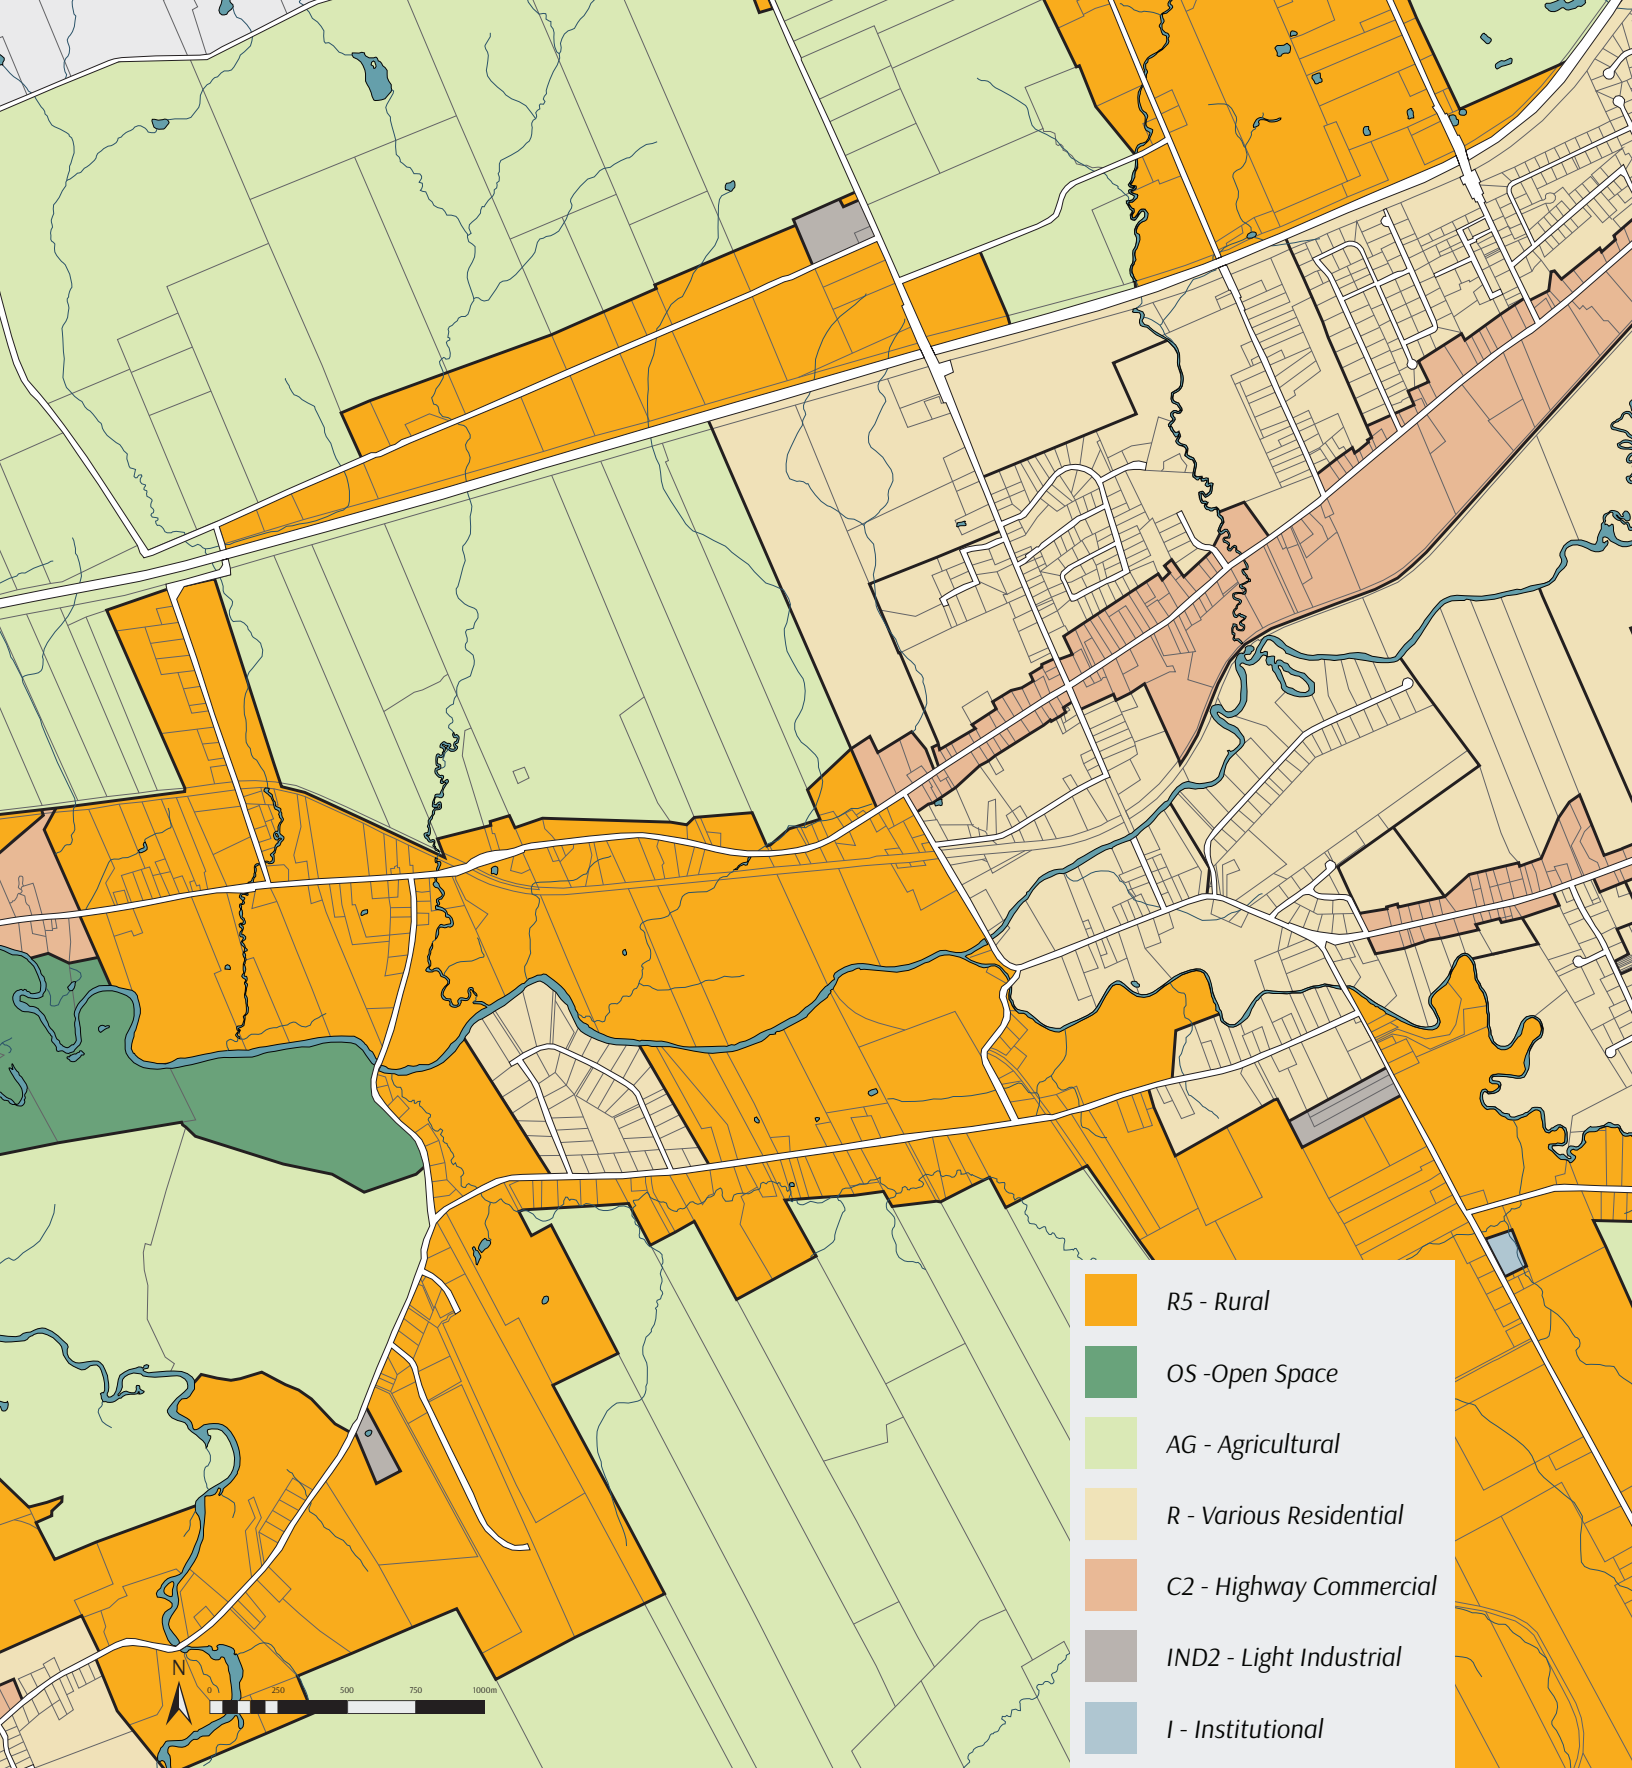 R5 - Rural
OS -Open Space
AG - Agricultural
R - Various Residential
C2 - Highway Commercial
IND2 - Light Industrial
I - Institutional
N
0 250 500 750 1000m